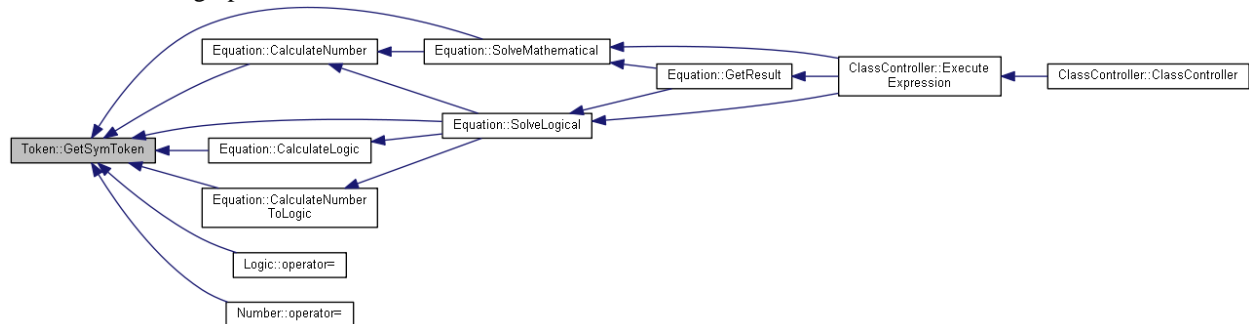 Equation::CalculateNumber
Equation::SolveMathematical
Equation::GetResult
ClassController::Execute
Expression
ClassController::ClassController
Equation::SolveLogical
Token::GetSymToken
Equation::CalculateLogic
Equation::CalculateNumber
ToLogic
Logic::operator=
Number::operator=